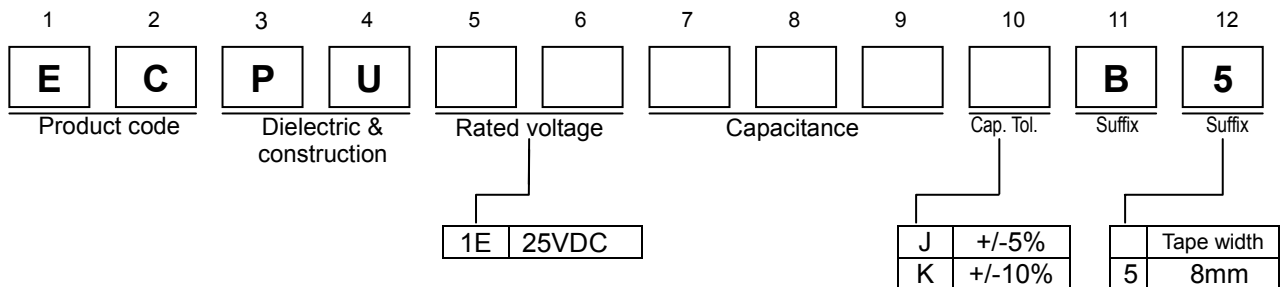 1 2 3 4 5 6 7 8 9 10 11 12
E C P U B 5
Product code Dielectric & Rated voltage Capacitance Cap. Tol. Suffix Suffix
construction
1E 25VDC J +/-5% Tape width
K +/-10% 5 8mm